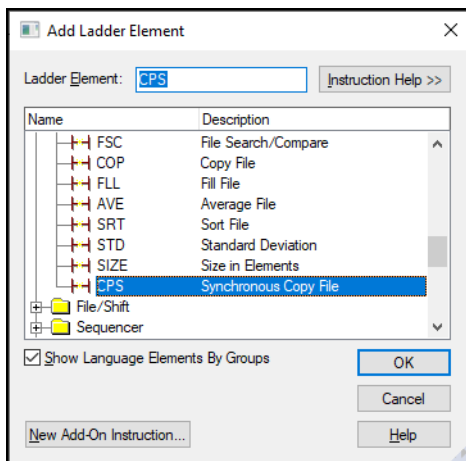 Add Ladder Element
Ladder Element: CPS Instruction Help >>
Name Description
FSC File Search/Compare
COP Copy File
FLL Fill File
AVE Average File
SRT Sort File
STD Standard Deviation
SIZE Size in Elements
CPS Synchronous Copy File
File/Shift
Sequencer
Show Language Elements By Groups
OK
Cancel
New Add-On Instruction... Help